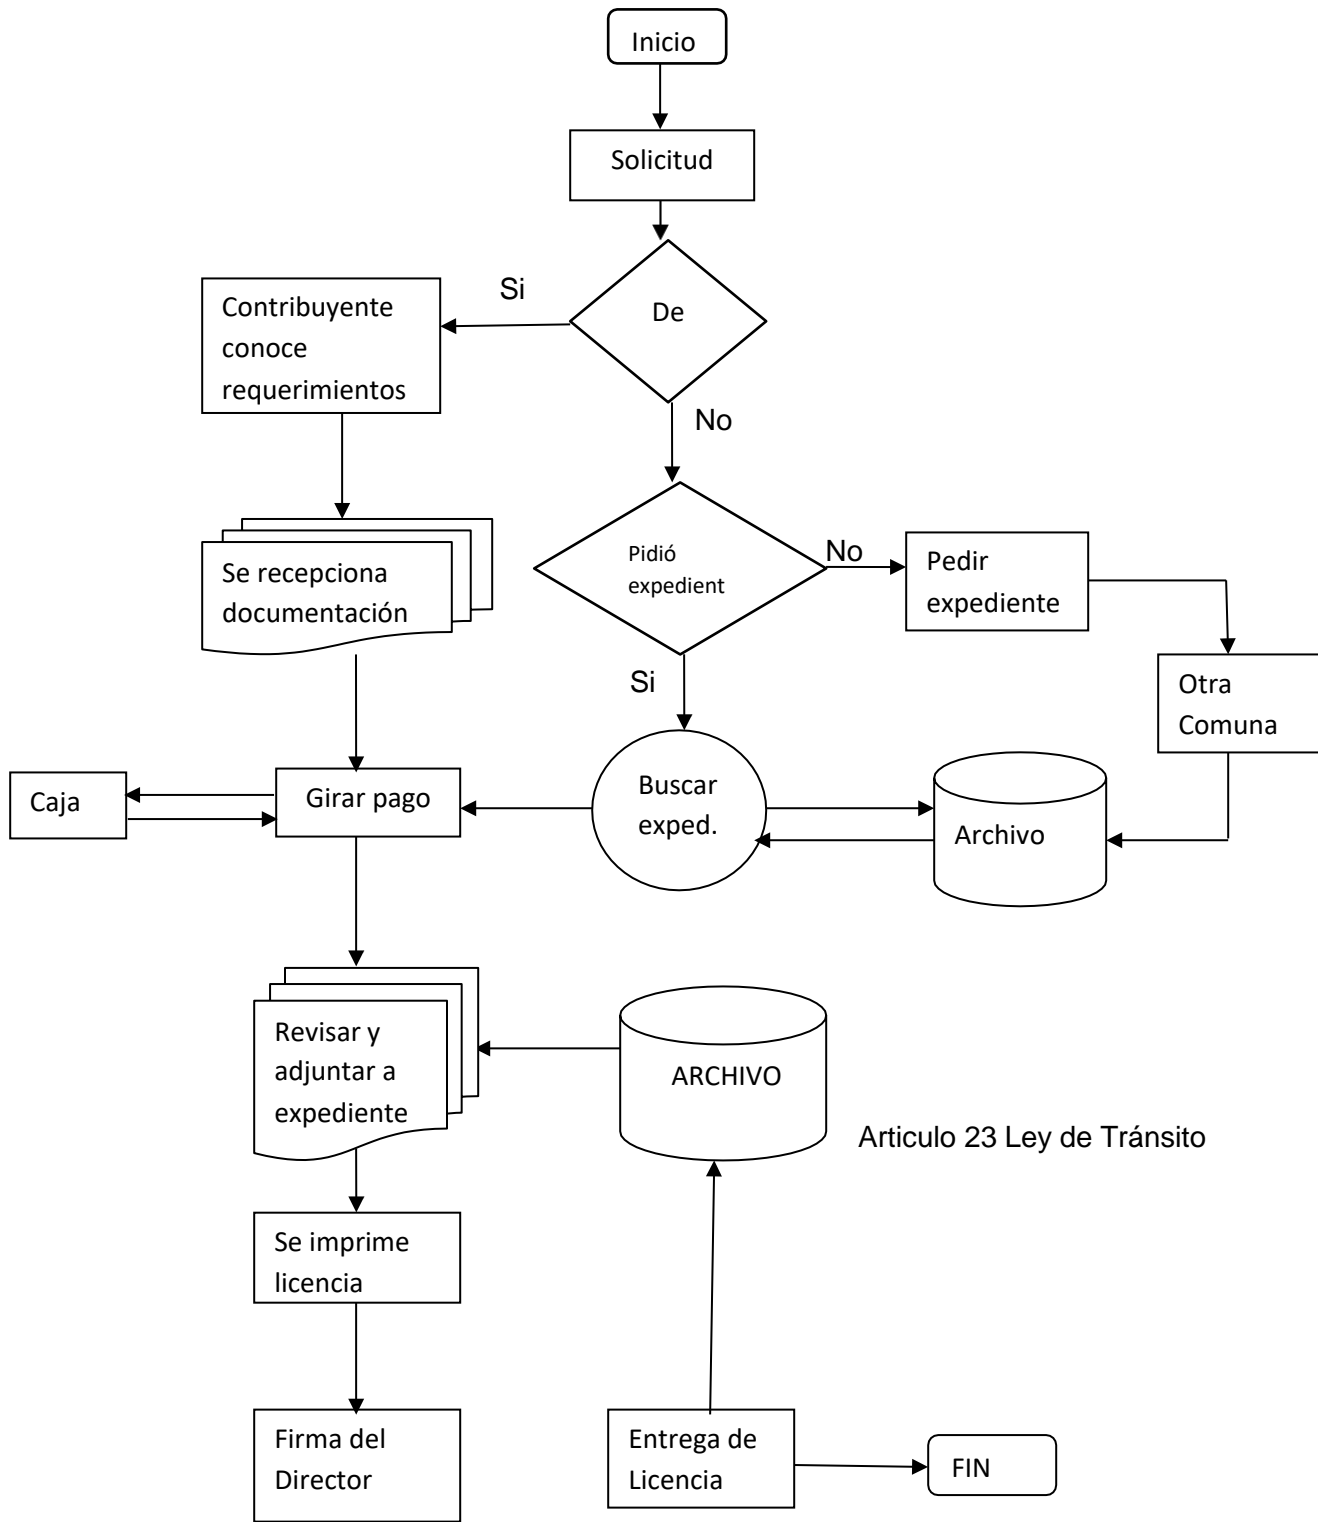 Inicio
Solicitud
Si
De
Contribuyente
conoce
requerimientos
No
Pidió
expedient
No
Pedir
expediente
Se recepciona
documentación
Si
Otra
Comuna
Caja
Girar pago
Buscar
exped.
Archivo
Revisar y
adjuntar a
expediente
ARCHIVO
Articulo 23 Ley de Tránsito
Se imprime
licencia
Firma del
Director
Entrega de
Licencia
FIN